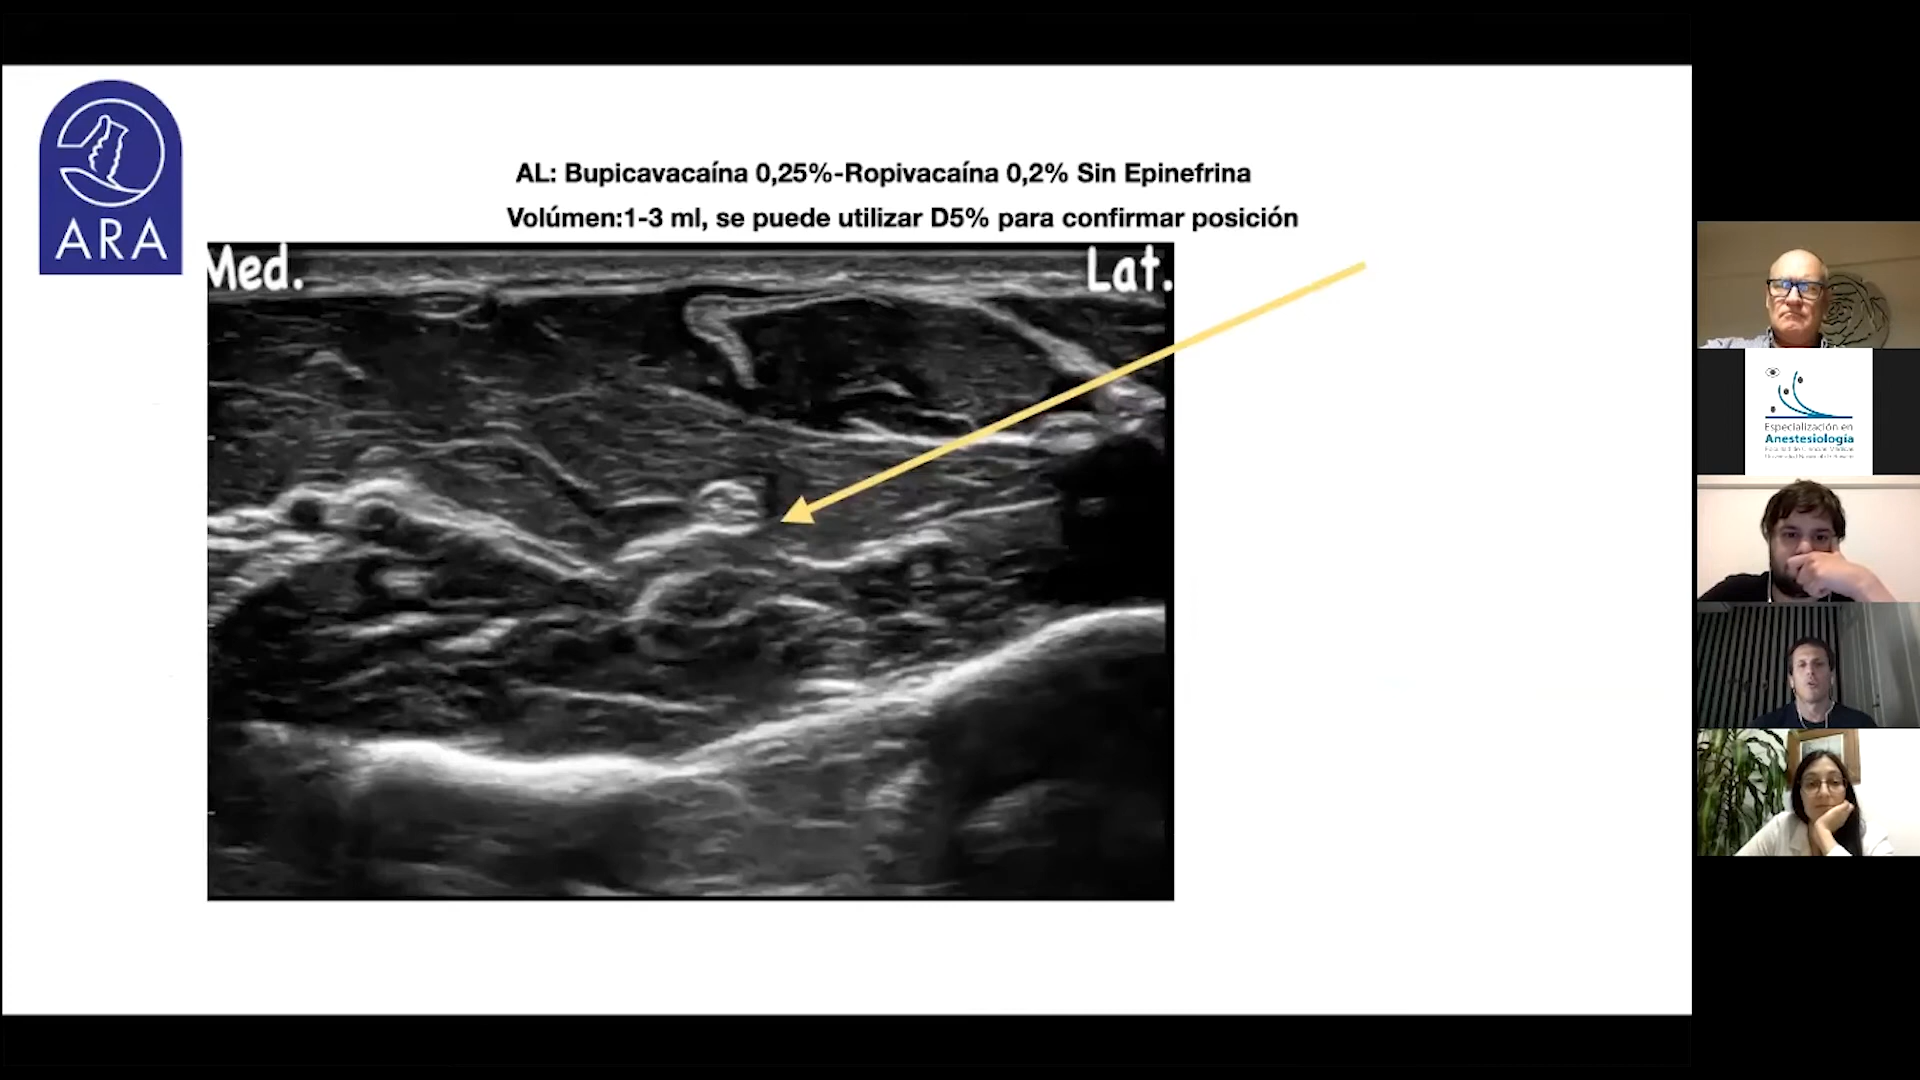 ARA
AL: Bupicavacaína 0,25%-Ropivacaína 0,2% Sin Epinefrina
Volúmen:1-3 ml, se puede utilizar D5% para confirmar posición
Med.
Lat.
Especialización en
Anestesiología